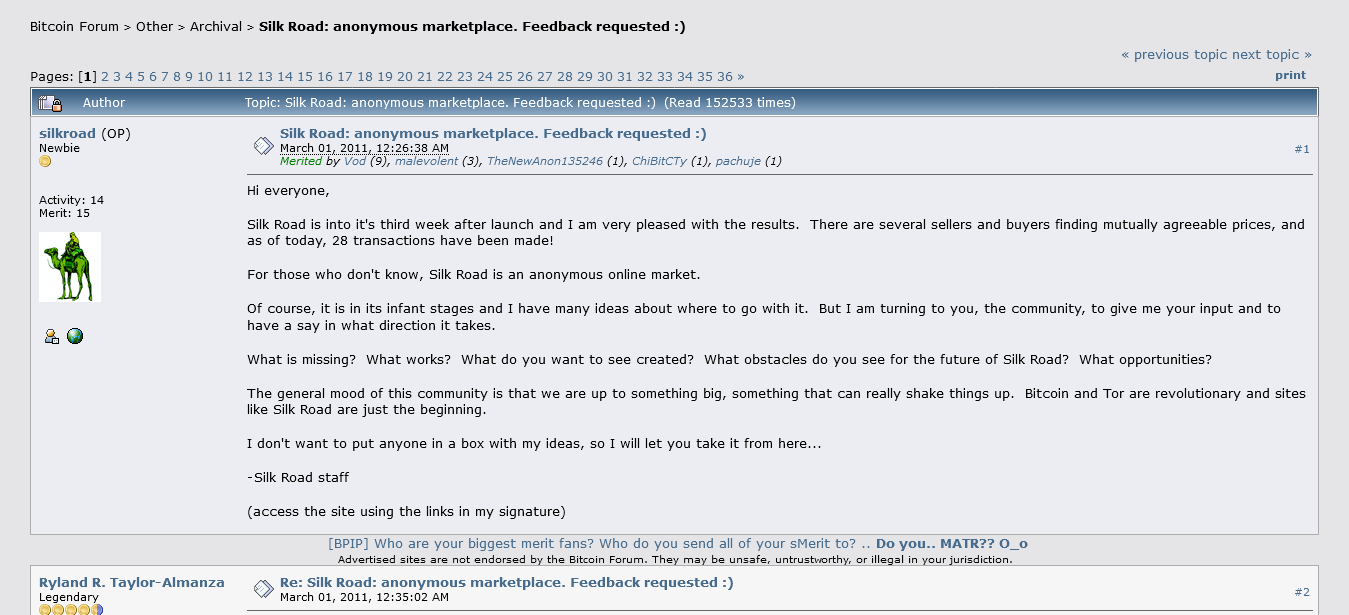 Bitcoin Forum > Other > Archival > Silk Road: anonymous marketplace. Feedback requested :)
« previous topic next topic »
Pages: [1] 2 3 4 5 6 7 8 9 10 11 12 13 14 15 16 17 18 19 20 21 22 23 24 25 26 27 28 29 30 31 32 33 34 35 36 »
print
Author
Topic: Silk Road: anonymous marketplace. Feedback requested :)  (Read 152533 times)
silkroad (OP)
Newbie
Activity: 14
Merit: 15
Silk Road: anonymous marketplace. Feedback requested :)
March 01, 2011, 12:26:38 AM
Merited by Vod (9), malevolent (3), TheNewAnon135246 (1), ChiBitCTy (1), pachuje (1)
#1
Hi everyone,
Silk Road is into it's third week after launch and I am very pleased with the results.  There are several sellers and buyers finding mutually agreeable prices, and
as of today, 28 transactions have been made!
For those who don't know, Silk Road is an anonymous online market.
Of course, it is in its infant stages and I have many ideas about where to go with it.  But I am turning to you, the community, to give me your input and to
have a say in what direction it takes.
What is missing?  What works?  What do you want to see created?  What obstacles do you see for the future of Silk Road?  What opportunities?
The general mood of this community is that we are up to something big, something that can really shake things up.  Bitcoin and Tor are revolutionary and sites
like Silk Road are just the beginning.
I don't want to put anyone in a box with my ideas, so I will let you take it from here...
-Silk Road staff
(access the site using the links in my signature)
[BPIP] Who are your biggest merit fans? Who do you send all of your sMerit to? .. Do you.. MATR?? O_o
Advertised sites are not endorsed by the Bitcoin Forum. They may be unsafe, untrustworthy, or illegal in your jurisdiction.
Ryland R. Taylor-Almanza
Legendary
Re: Silk Road: anonymous marketplace. Feedback requested :)
March 01, 2011, 12:35:02 AM
#2